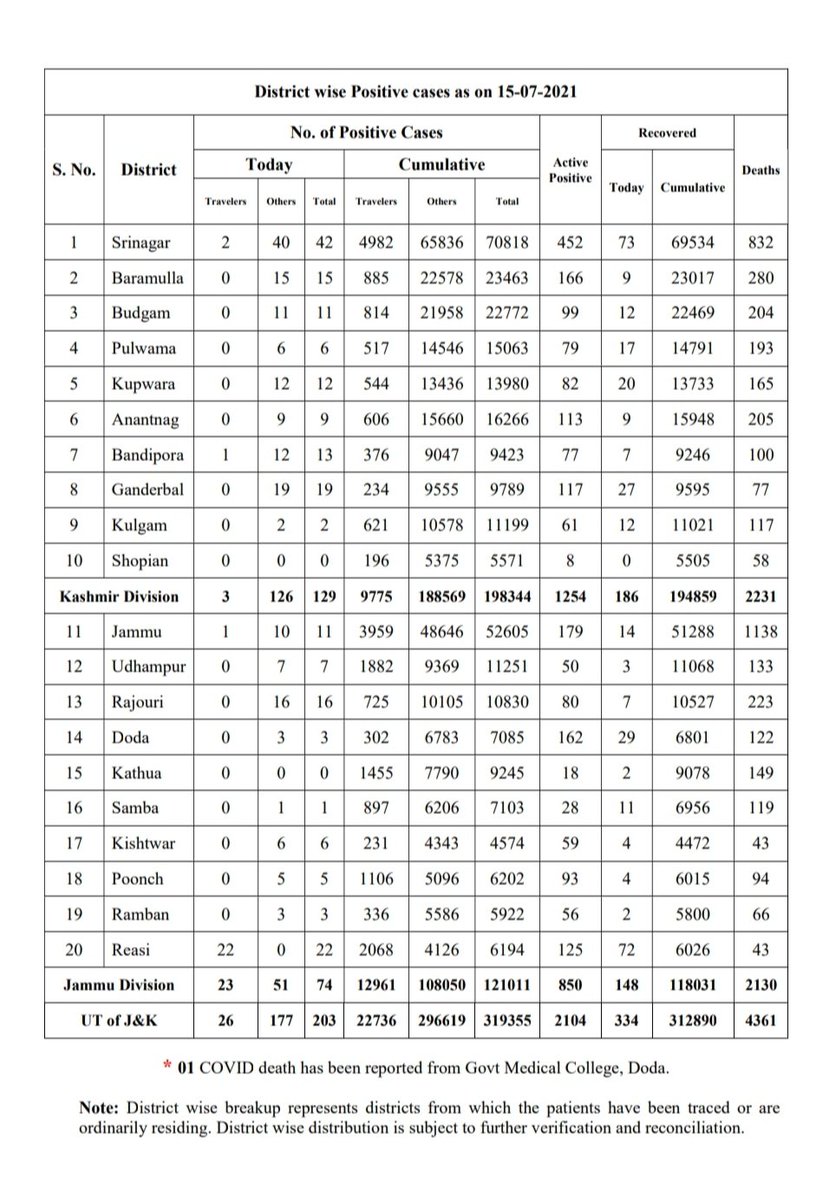 District wise Positive cases as on 15-07-2021
S. No. District No. of Positive Cases Active Positive Recovered Deaths
Today Cumulative Today Cumulative
Travelers Others Total Travelers Others Total
1 Srinagar 2 40 42 4982 65836 70818 452 73 69534 832
2 Baramulla 0 15 15 885 22578 23463 166 9 23017 280
3 Budgam 0 11 11 814 21958 22772 99 12 22469 204
4 Pulwama 0 6 6 517 14546 15063 79 17 14791 193
5 Kupwara 0 12 12 544 13436 13980 82 20 13733 165
6 Anantnag 0 9 9 606 15660 16266 113 9 15948 205
7 Bandipora 1 12 13 376 9047 9423 77 7 9246 100
8 Ganderbal 0 19 19 234 9555 9789 117 27 9595 77
9 Kulgam 0 2 2 621 10578 11199 61 12 11021 117
10 Shopian 0 0 0 196 5375 5571 8 0 5505 58
Kashmir Division 3 126 129 9775 188569 198344 1254 186 194859 2231
11 Jammu 1 10 11 3959 48646 52605 179 14 51288 1138
12 Udhampur 0 7 7 1882 9369 11251 50 3 11068 133
13 Rajouri 0 16 16 725 10105 10830 80 7 10527 223
14 Doda 0 3 3 302 6783 7085 162 29 6801 122
15 Kathua 0 0 0 1455 7790 9245 18 2 9078 149
16 Samba 0 1 1 897 6206 7103 28 11 6956 119
17 Kishtwar 0 6 6 231 4343 4574 59 4 4472 43
18 Poonch 0 5 5 1106 5096 6202 93 4 6015 94
19 Ramban 0 3 3 336 5586 5922 56 2 5800 66
20 Reasi 22 0 22 2068 4126 6194 125 72 6026 43
Jammu Division 23 51 74 12961 108050 121011 850 148 118031 2130
UT of J&K 26 177 203 22736 296619 319355 2104 334 312890 4361
* 01 COVID death has been reported from Govt Medical College, Doda.
Note: District wise breakup represents districts from which the patients have been traced or are
ordinarily residing. District wise distribution is subject to further verification and reconciliation.